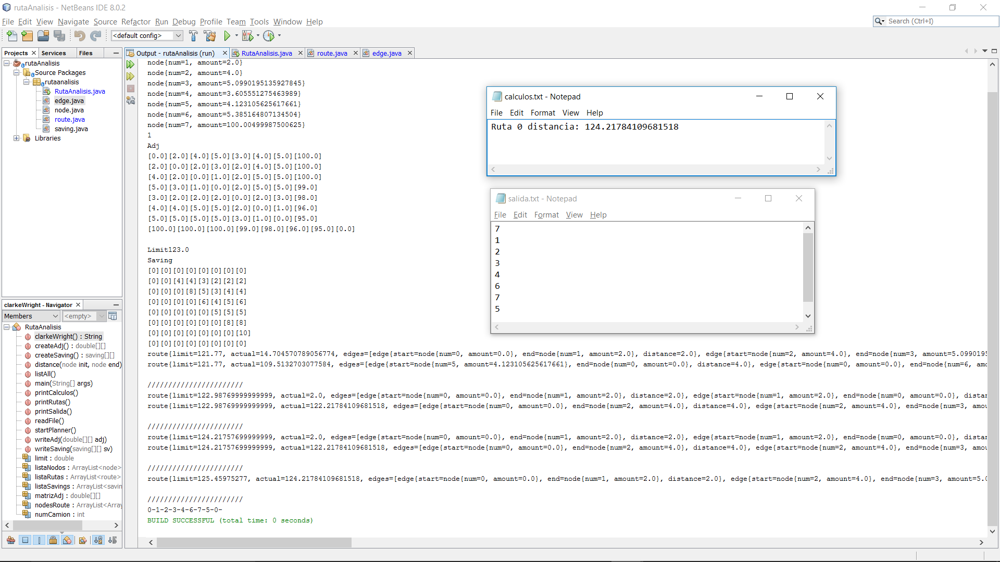 rutaAnalisis - NetBeans IDE 8.0.2
File Edit View Navigate Source Refactor Run Debug Profile Team Tools Window Help
Search (Ctrl+I)
<default config>
Projects Services Files
rutaAnalisis
Source Packages
rutaanalisis
RutaAnalisis.java
edge.java
node.java
route.java
saving.java
Libraries
clarkeWright - Navigator
Members <empty>
RutaAnalisis
clarkeWright() : String
createAdj() : double[][]
createSaving() : saving[][]
distance(node init, node end)
listAll()
main(String[] args)
printCalculos()
printRutas()
printSalida()
readFile()
startPlanner()
writeAdj(double[][] adj)
writeSaving(saving[][] sv)
limit : double
listaNodos : ArrayList<node>
listaRutas : ArrayList<route>
listaSavings : ArrayList<savin
matrizAdj : double[][]
nodesRoute : ArrayList<Array
numCamion : int
Output - rutaAnalisis (run) RutaAnalisis.java route.java edge.java
node{num=1, amount=2.0}
node{num=2, amount=4.0}
node{num=3, amount=5.0990195135927845}
node{num=4, amount=3.605551275463989}
node{num=5, amount=4.123105625617661}
node{num=6, amount=5.385164807134504}
node{num=7, amount=100.00499987500625}
1
Adj
[0.0][2.0][4.0][5.0][3.0][4.0][5.0][100.0]
[2.0][0.0][2.0][3.0][2.0][4.0][5.0][100.0]
[4.0][2.0][0.0][1.0][2.0][5.0][5.0][100.0]
[5.0][3.0][1.0][0.0][2.0][5.0][5.0][99.0]
[3.0][2.0][2.0][2.0][0.0][2.0][3.0][98.0]
[4.0][4.0][5.0][5.0][2.0][0.0][1.0][96.0]
[5.0][5.0][5.0][5.0][3.0][1.0][0.0][95.0]
[100.0][100.0][100.0][99.0][98.0][96.0][95.0][0.0]
Limit123.0
Saving
[0][0][0][0][0][0][0][0]
[0][0][4][4][3][2][2][2]
[0][0][0][8][5][3][4][4]
[0][0][0][0][6][4][5][6]
[0][0][0][0][0][5][5][5]
[0][0][0][0][0][0][8][8]
[0][0][0][0][0][0][0][10]
[0][0][0][0][0][0][0][0]
route{limit=121.77, actual=14.704570789056774, edges=[edge{start=node{num=0, amount=0.0}, end=node{num=1, amount=2.0}, distance=2.0}, edge{start=node{num=2, amount=4.0}, end=node{num=3, amount=5.0990195
route{limit=121.77, actual=109.5132703077584, edges=[edge{start=node{num=5, amount=4.123105625617661}, end=node{num=0, amount=0.0}, distance=4.0}, edge{start=node{num=0, amount=0.0}, end=node{num=6, amo
///////////////////////
route{limit=122.98769999999999, actual=2.0, edges=[edge{start=node{num=0, amount=0.0}, end=node{num=1, amount=2.0}, distance=2.0}, edge{start=node{num=1, amount=2.0}, end=node{num=0, amount=0.0}, distan
route{limit=122.98769999999999, actual=122.21784109681518, edges=[edge{start=node{num=0, amount=0.0}, end=node{num=2, amount=4.0}, distance=4.0}, edge{start=node{num=2, amount=4.0}, end=node{num=3, amou
///////////////////////
route{limit=124.21757699999999, actual=2.0, edges=[edge{start=node{num=0, amount=0.0}, end=node{num=1, amount=2.0}, distance=2.0}, edge{start=node{num=1, amount=2.0}, end=node{num=0, amount=0.0}, distan
route{limit=124.21757699999999, actual=122.21784109681518, edges=[edge{start=node{num=0, amount=0.0}, end=node{num=2, amount=4.0}, distance=4.0}, edge{start=node{num=2, amount=4.0}, end=node{num=3, amou
///////////////////////
route{limit=125.45975277, actual=124.21784109681518, edges=[edge{start=node{num=0, amount=0.0}, end=node{num=1, amount=2.0}, distance=2.0}, edge{start=node{num=2, amount=4.0}, end=node{num=3, amount=5.0
///////////////////////
0-1-2-3-4-6-7-5-0-
BUILD SUCCESSFUL (total time: 0 seconds)
calculos.txt - Notepad
File Edit Format View Help
Ruta 0 distancia: 124.21784109681518
salida.txt - Notepad
File Edit Format View Help
7
1
2
3
4
6
7
5